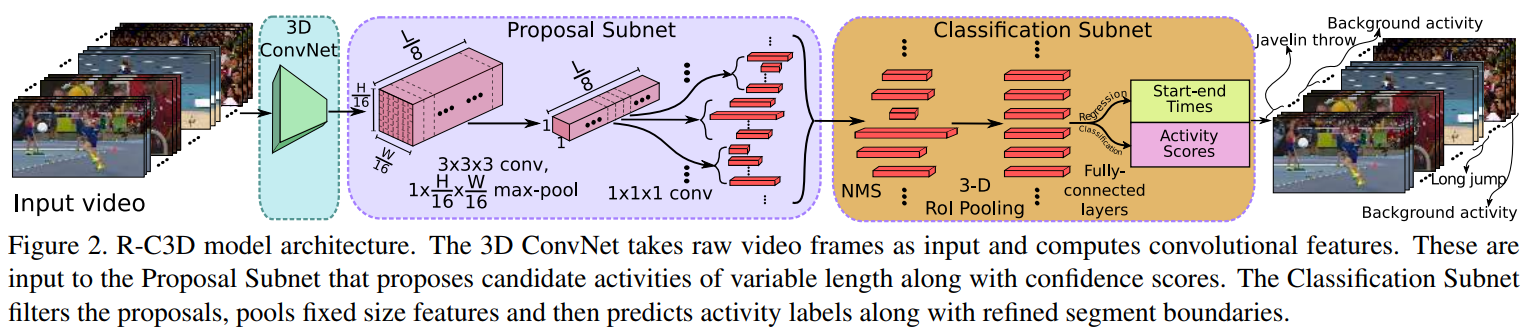 3D
ConvNet
Proposal Subnet
Classification Subnet
Background activity
Javelin throw
L/8
H/16
W/16
L/8
1
1
3x3x3 conv,
1x H/16 x W/16 max-pool
1x1x1 conv
NMS
3-D
RoI Pooling
Regression
Classification
Fully-
connected
layers
Start-end
Times
Activity
Scores
Long jump
Background activity
Input video
Figure 2. R-C3D model architecture. The 3D ConvNet takes raw video frames as input and computes convolutional features. These are
input to the Proposal Subnet that proposes candidate activities of variable length along with confidence scores. The Classification Subnet
filters the proposals, pools fixed size features and then predicts activity labels along with refined segment boundaries.